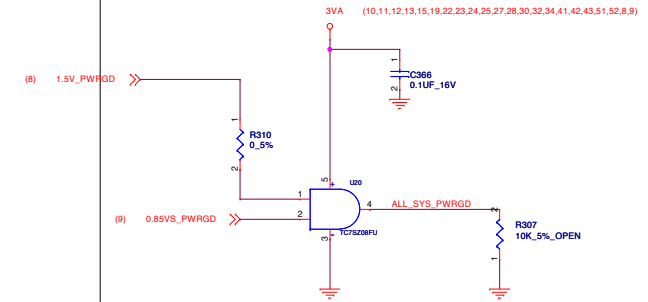 3VA (10,11,12,13,15,19,22,23,24,25,27,28,30,32,34,41,42,43,51,52,8,9)
1
C366
0.1UF_16V
2
(8) 1.5V_PWRGD
1
R310
0_5%
2
5
+
U20
1
4 ALL_SYS_PWRGD
2
(9) 0.85VS_PWRGD
2
R307
10K_5%_OPEN
1
3
-
TC7SZ08FU